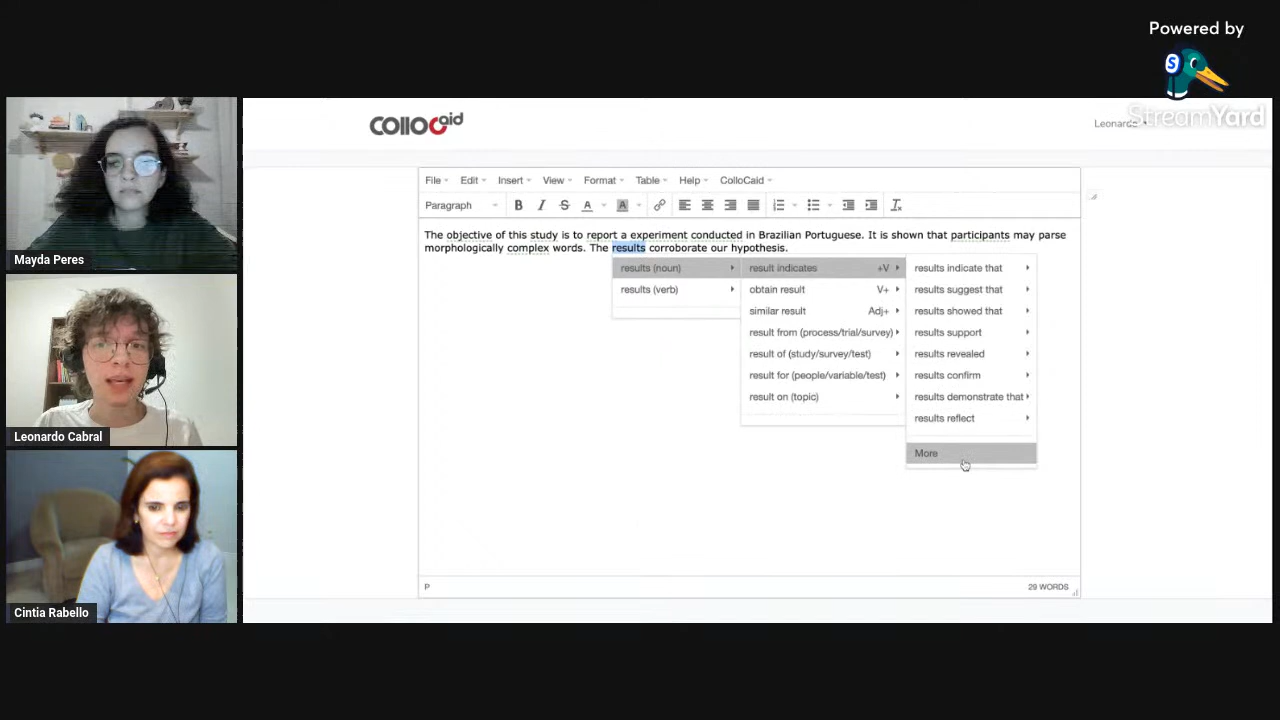 Powered by
S
StreamYard
ColloCaid
Leonardo
File Edit Insert View Format Table Help ColloCaid
Paragraph B I S A A
The objective of this study is to report a experiment conducted in Brazilian Portuguese. It is shown that participants may parse
morphologically complex words. The results corroborate our hypothesis.
results (noun)
results (verb)
result indicates +V
obtain result V+
similar result Adj+
result from (process/trial/survey)
result of (study/survey/test)
result for (people/variable/test)
result on (topic)
results indicate that
results suggest that
results showed that
results support
results revealed
results confirm
results demonstrate that
results reflect
More
P
29 WORDS
Mayda Peres
Leonardo Cabral
Cintia Rabello